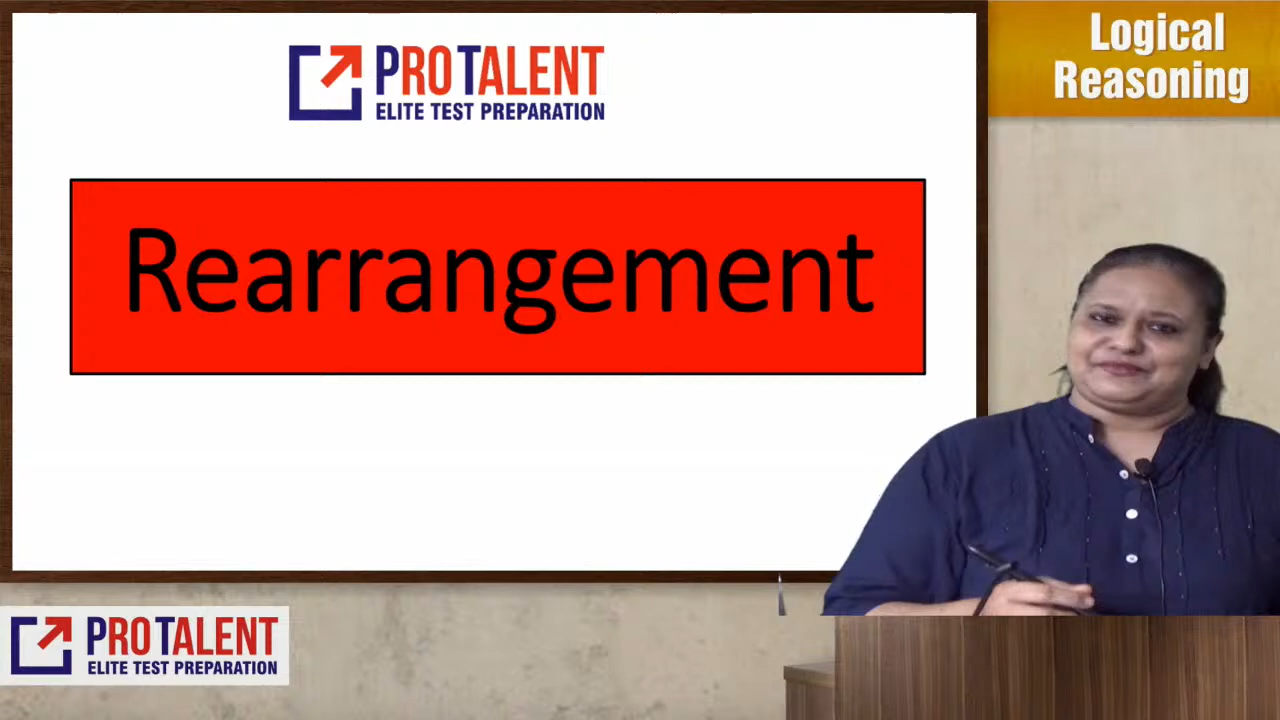 PROTALENT
ELITE TEST PREPARATION
Logical
Reasoning
Rearrangement
PROTALENT
ELITE TEST PREPARATION